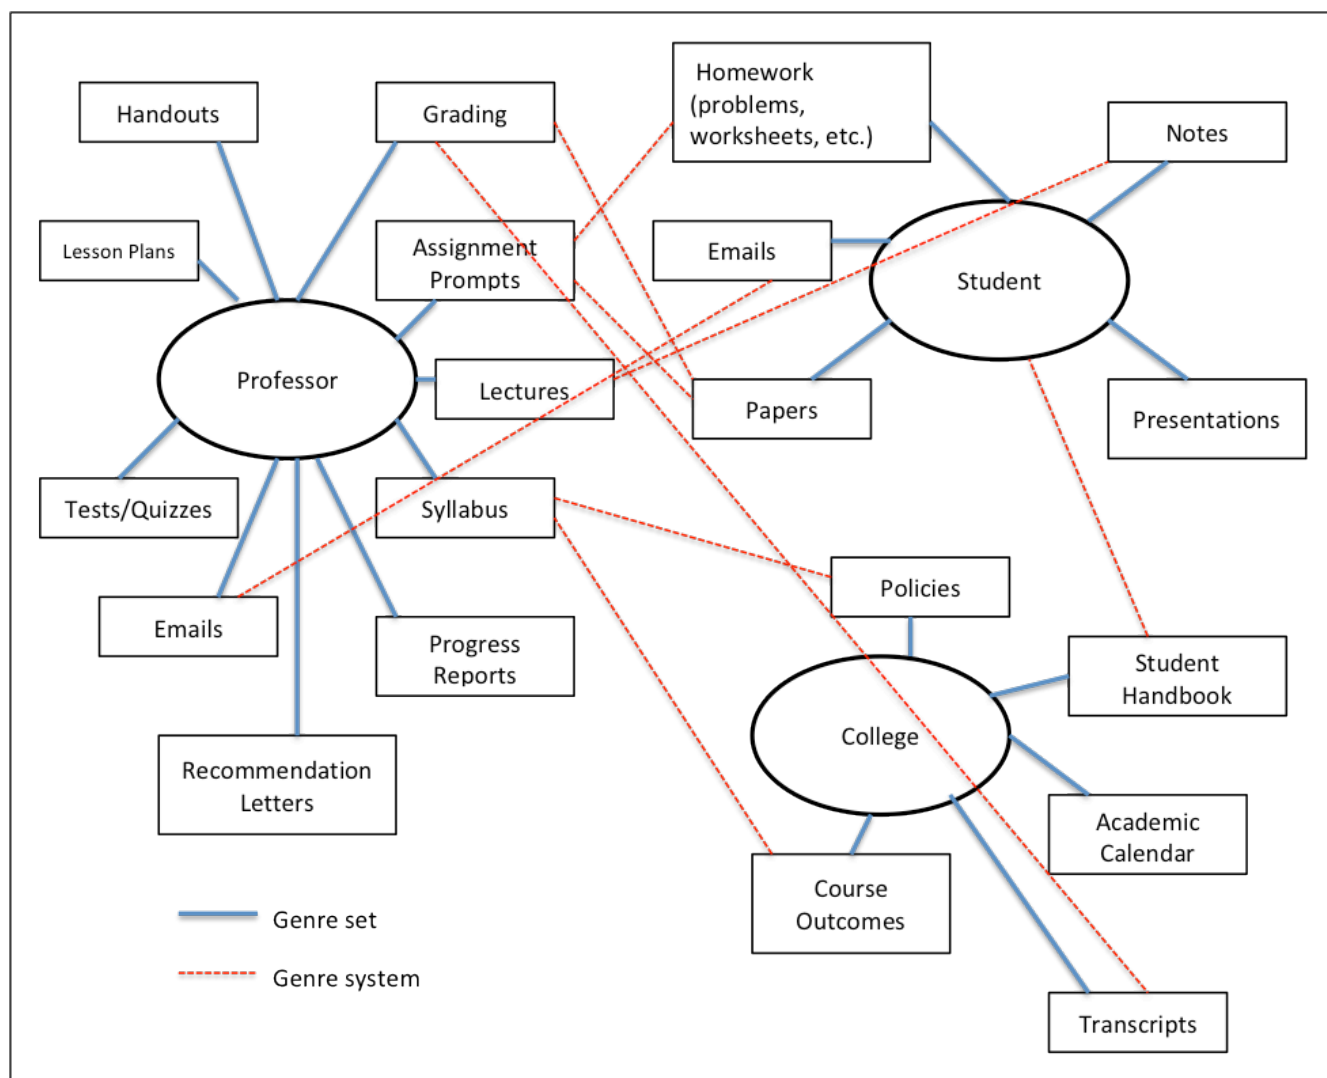 Handouts
Grading
Homework
(problems,
worksheets, etc.)
Notes
Lesson Plans
Assignment
Prompts
Emails
Student
Professor
Lectures
Papers
Presentations
Tests/Quizzes
Syllabus
Emails
Progress
Reports
Policies
Student
Handbook
Recommendation
Letters
College
Academic
Calendar
Course
Outcomes
Genre set
Genre system
Transcripts